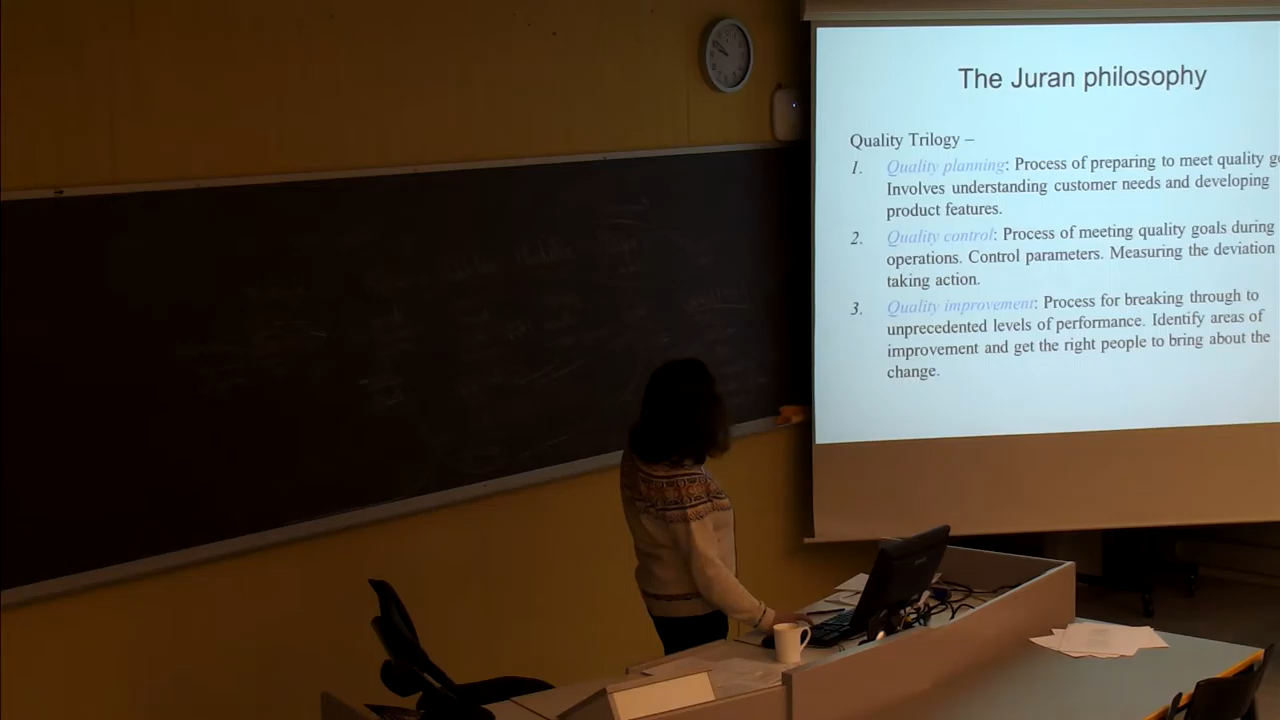 The Juran philosophy
Quality Trilogy –
1. Quality planning: Process of preparing to meet quality
Involves understanding customer needs and developing
product features.
2. Quality control: Process of meeting quality goals during
operations. Control parameters. Measuring the deviation
taking action.
3. Quality improvement: Process for breaking through to
unprecedented levels of performance. Identify areas of
improvement and get the right people to bring about the
change.